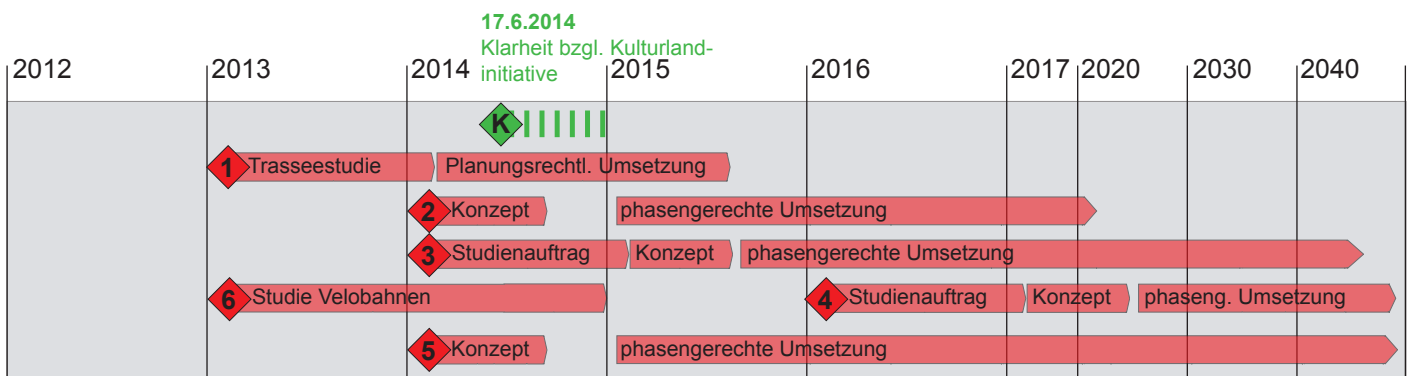 17.6.2014
Klarheit bzgl. Kulturland-
initiative
2012 2013 2014 2015 2016 2017 2020 2030 2040
K
1 Trasseestudie Planungsrechtl. Umsetzung
2 Konzept phasengerechte Umsetzung
3 Studienauftrag Konzept phasengerechte Umsetzung
6 Studie Velobahnen 4 Studienauftrag Konzept phaseng. Umsetzung
5 Konzept phasengerechte Umsetzung